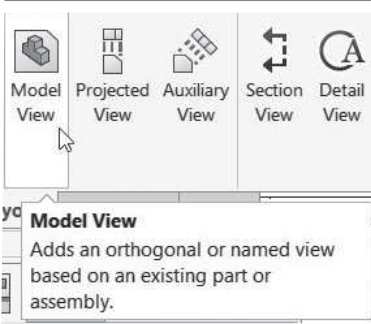 Model Projected Auxiliary Section Detail
View View View View View
yo
Model View
Adds an orthogonal or named view
based on an existing part or
assembly.